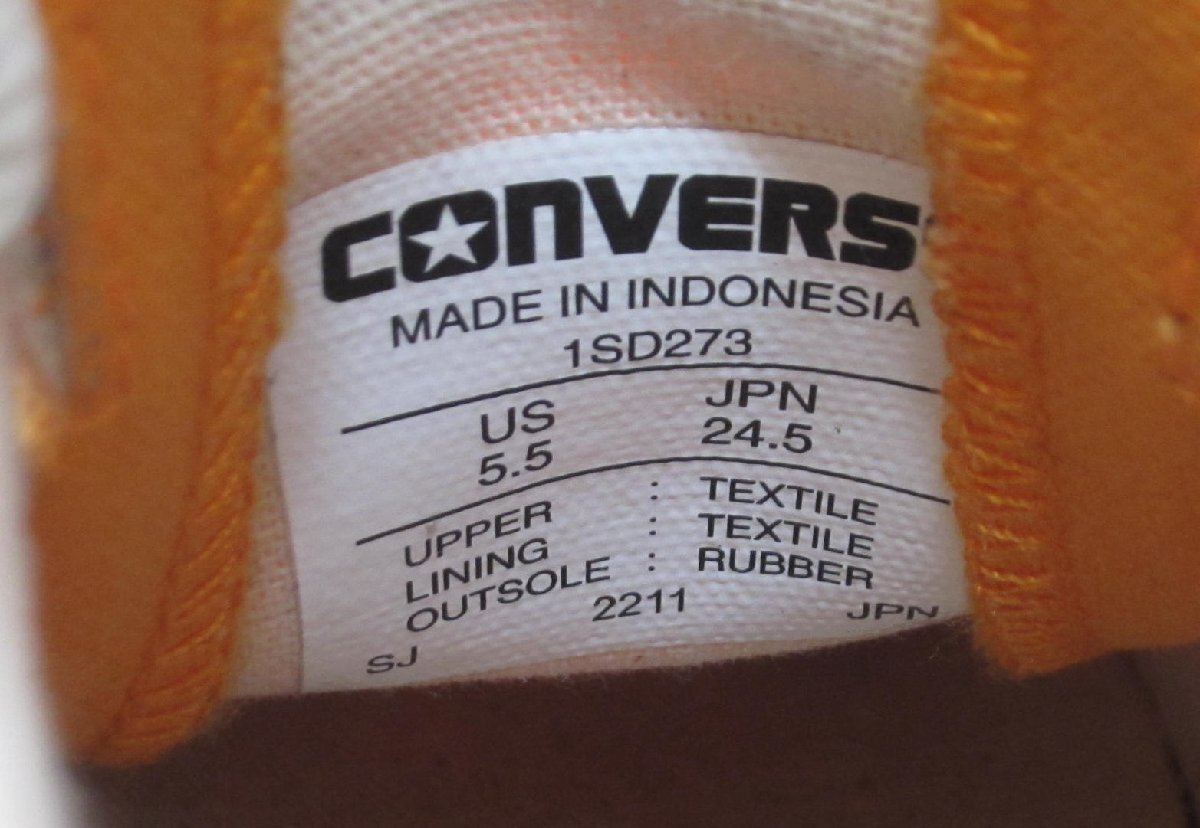 CONVERS
MADE IN INDONESIA
1SD273
US JPN
5.5 24.5
UPPER : TEXTILE
LINING : TEXTILE
OUTSOLE : RUBBER
2211 JPN
SJ